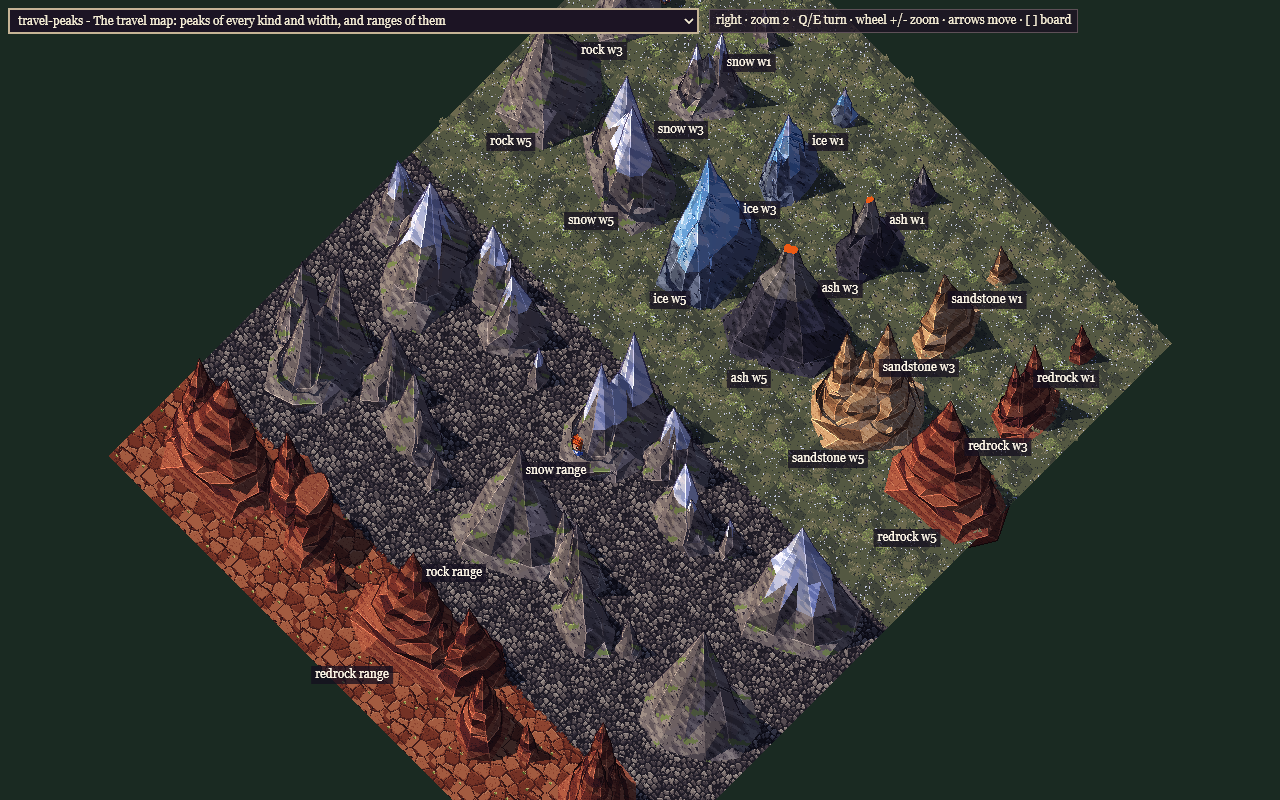 travel-peaks - The travel map: peaks of every kind and width, and ranges of them
right · zoom 2 · Q/E turn · wheel +/- zoom · arrows move · [ ] board
rock w3
snow w1
snow w3
rock w5
ice w1
ice w3
snow w5
ash w1
ash w3
ice w5
sandstone w1
sandstone w3
ash w5
redrock w1
redrock w3
sandstone w5
snow range
redrock w5
rock range
redrock range